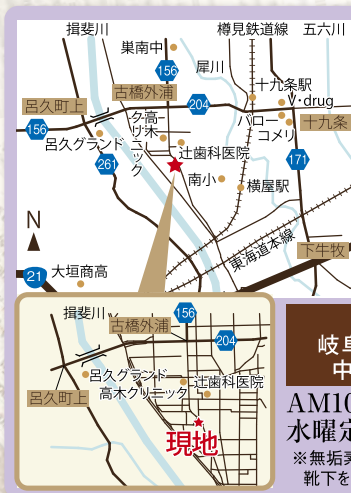 揖斐川
樽見鉄道線
五六川
巣南中
156
犀川
十九条駅
古橋外浦
V・drug
呂久町上
204
バロー
十九条
156
高木クリニック
コメリ
呂久グランド
辻歯科医院
171
261
南小
横屋駅
N
東海道本線
下牛牧
21
大垣商高
揖斐川
156
古橋外浦
204
岐阜
中
呂久グランド
辻歯科医院
高木クリニック
呂久町上
AM10
水曜定
現地
※無垢
靴下を